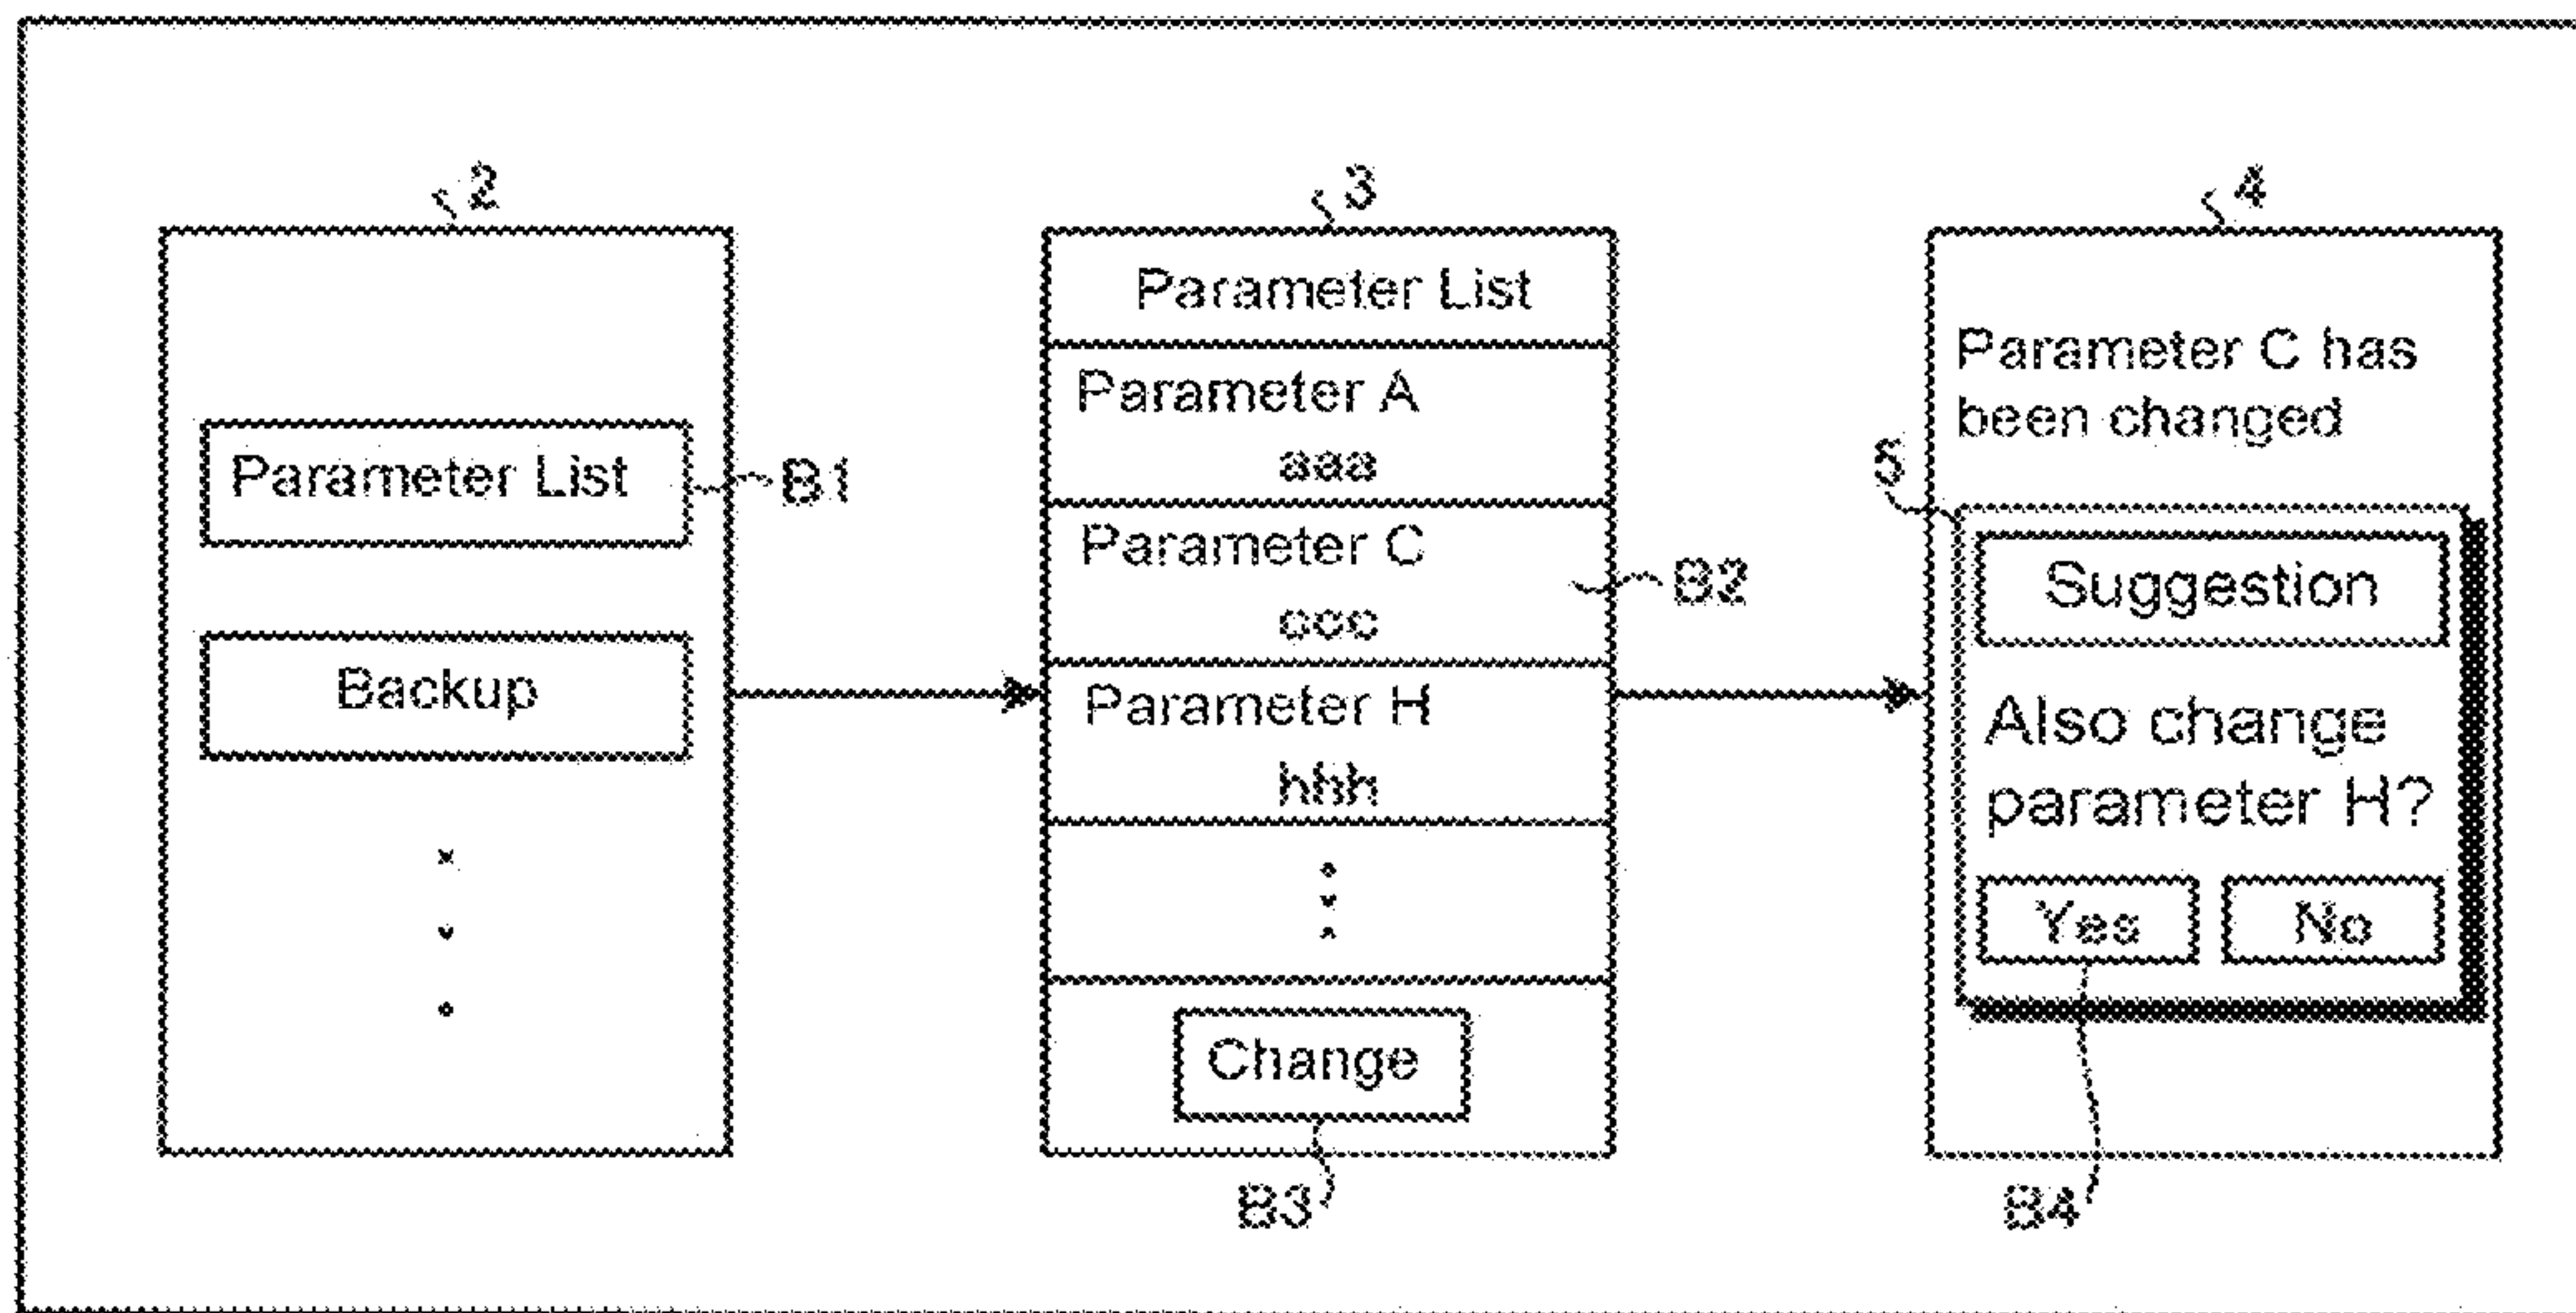 2
Parameter List
B1
Backup
3
Parameter List
Parameter A
aaa
Parameter C
ccc
B2
Parameter H
hhh
Change
B3
4
Parameter C has
been changed
5
Suggestion
Also change
parameter H?
Yes No
B4